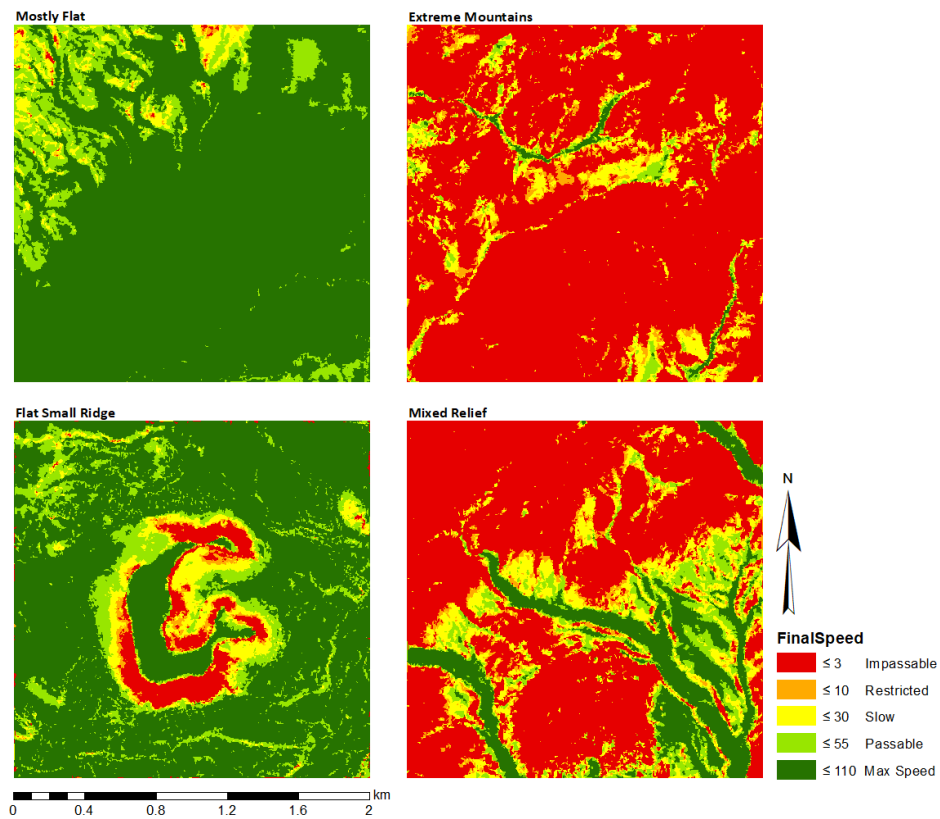 Mostly Flat
Extreme Mountains
Flat Small Ridge
Mixed Relief
N
FinalSpeed
≤ 3 Impassable
≤ 10 Restricted
≤ 30 Slow
≤ 55 Passable
≤ 110 Max Speed
km
0 0.4 0.8 1.2 1.6 2